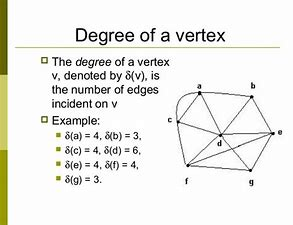 Degree of a vertex
The degree of a vertex
v, denoted by δ(v), is
the number of edges
incident on v
Example:
δ(a) = 4, δ(b) = 3,
δ(c) = 4, δ(d) = 6,
δ(e) = 4, δ(f) = 4,
δ(g) = 3.
a
b
c
d
e
f
g